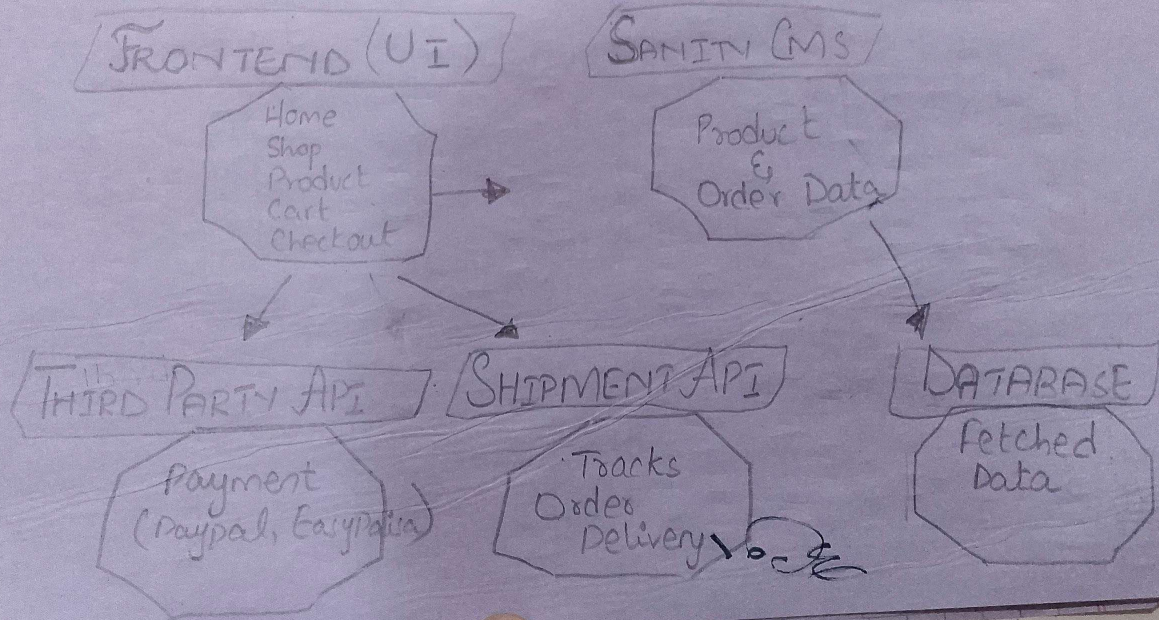 FRONTEND (UI)
Home
Shop
Product
Cart
Checkout
SANITY CMS
Product
&
Order Data
THIRD PARTY API
Payment
(Paypal, Easypaisa)
SHIPMENT API
Tracks
Order
Delivery
DATABASE
Fetched
Data